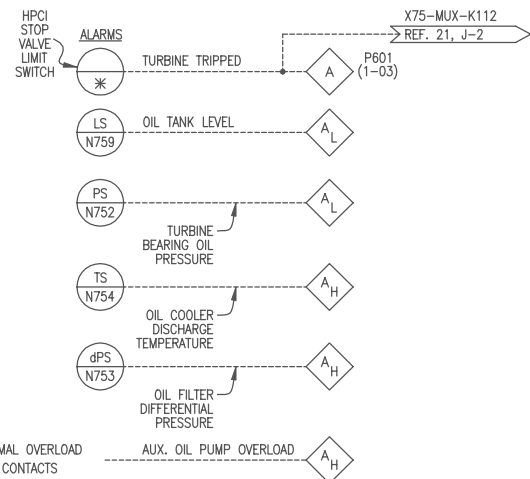 HPCI
STOP
VALVE
LIMIT
SWITCH
ALARMS
*
TURBINE TRIPPED
A
P601
(1-03)
X75-MUX-K112
REF. 21, J-2
LS
N759
OIL TANK LEVEL
AL
PS
N752
TURBINE
BEARING OIL
PRESSURE
AL
TS
N754
OIL COOLER
DISCHARGE
TEMPERATURE
AH
dPS
N753
OIL FILTER
DIFFERENTIAL
PRESSURE
AH
MAL OVERLOAD
CONTACTS
AUX. OIL PUMP OVERLOAD
AH